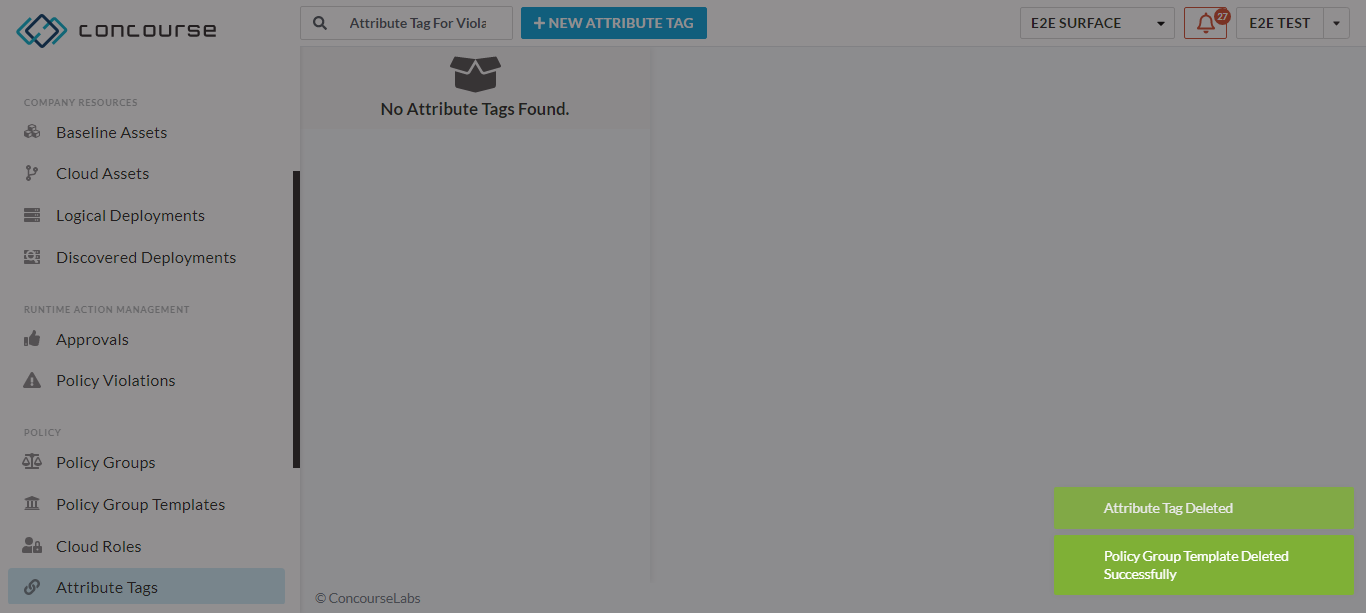 concourse
Attribute Tag For Viola
NEW ATTRIBUTE TAG
E2E SURFACE
27
E2E TEST
No Attribute Tags Found.
COMPANY RESOURCES
Baseline Assets
Cloud Assets
Logical Deployments
Discovered Deployments
RUNTIME ACTION MANAGEMENT
Approvals
Policy Violations
POLICY
Policy Groups
Policy Group Templates
Cloud Roles
Attribute Tags
Attribute Tag Deleted
Policy Group Template Deleted
Successfully
© ConcourseLabs